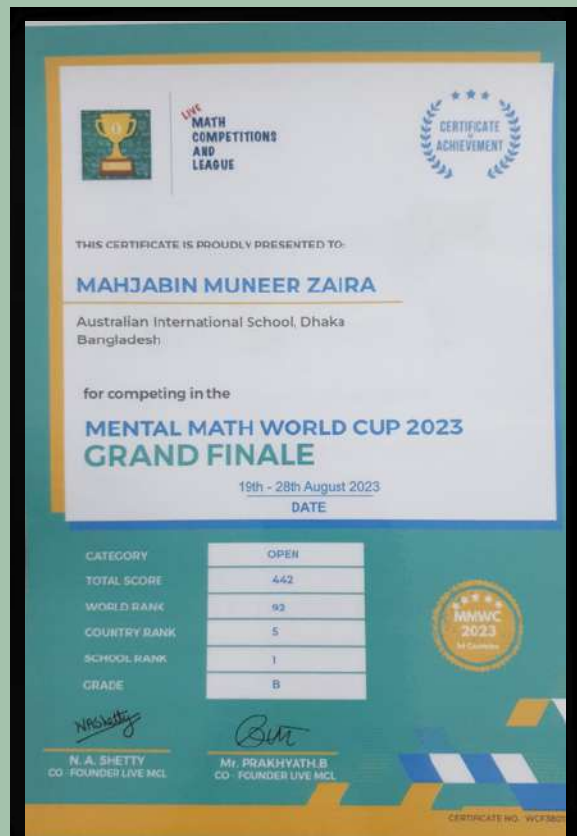 LIVE
MATH
COMPETITIONS
AND
LEAGUE
CERTIFICATE
OF
ACHIEVEMENT
THIS CERTIFICATE IS PROUDLY PRESENTED TO:
MAHJABIN MUNEER ZAIRA
Australian International School, Dhaka
Bangladesh
for competing in the
MENTAL MATH WORLD CUP 2023
GRAND FINALE
19th - 28th August 2023
DATE
CATEGORY OPEN
TOTAL SCORE 442
WORLD RANK 92
COUNTRY RANK 5
SCHOOL RANK 1
GRADE B
MMWC
2023
NAShetty
N. A. SHETTY
CO - FOUNDER LIVE MCL
Mr. PRAKHYATH.B
CO - FOUNDER LIVE MCL
CERTIFICATE NO.